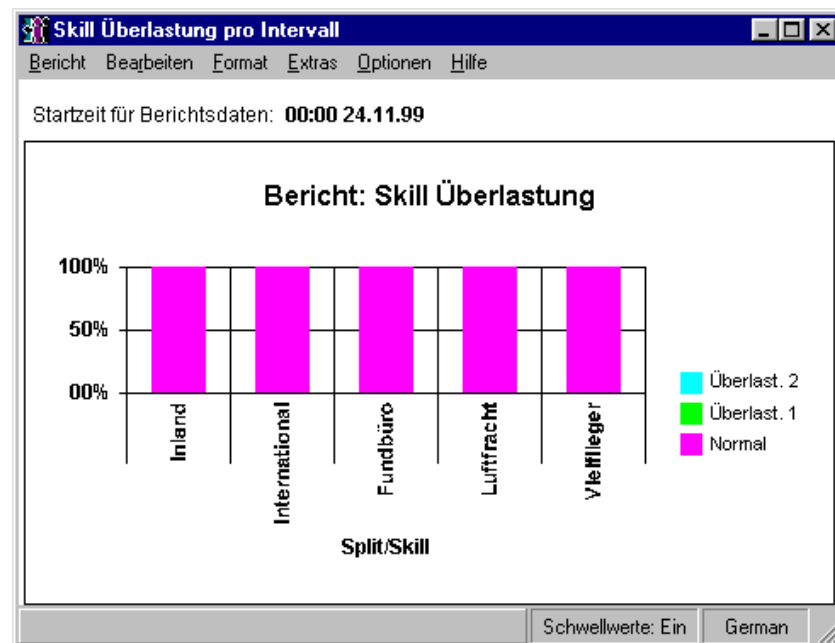 Skill Überlastung pro Intervall
Bericht Bearbeiten Format Extras Optionen Hilfe
Startzeit für Berichtsdaten: 00:00 24.11.99
Bericht: Skill Überlastung
100%
50%
00%
Inland
International
Fundbüro
Luftfracht
Vielflieger
Split/Skill
Überlast. 2
Überlast. 1
Normal
Schwellwerte: Ein German